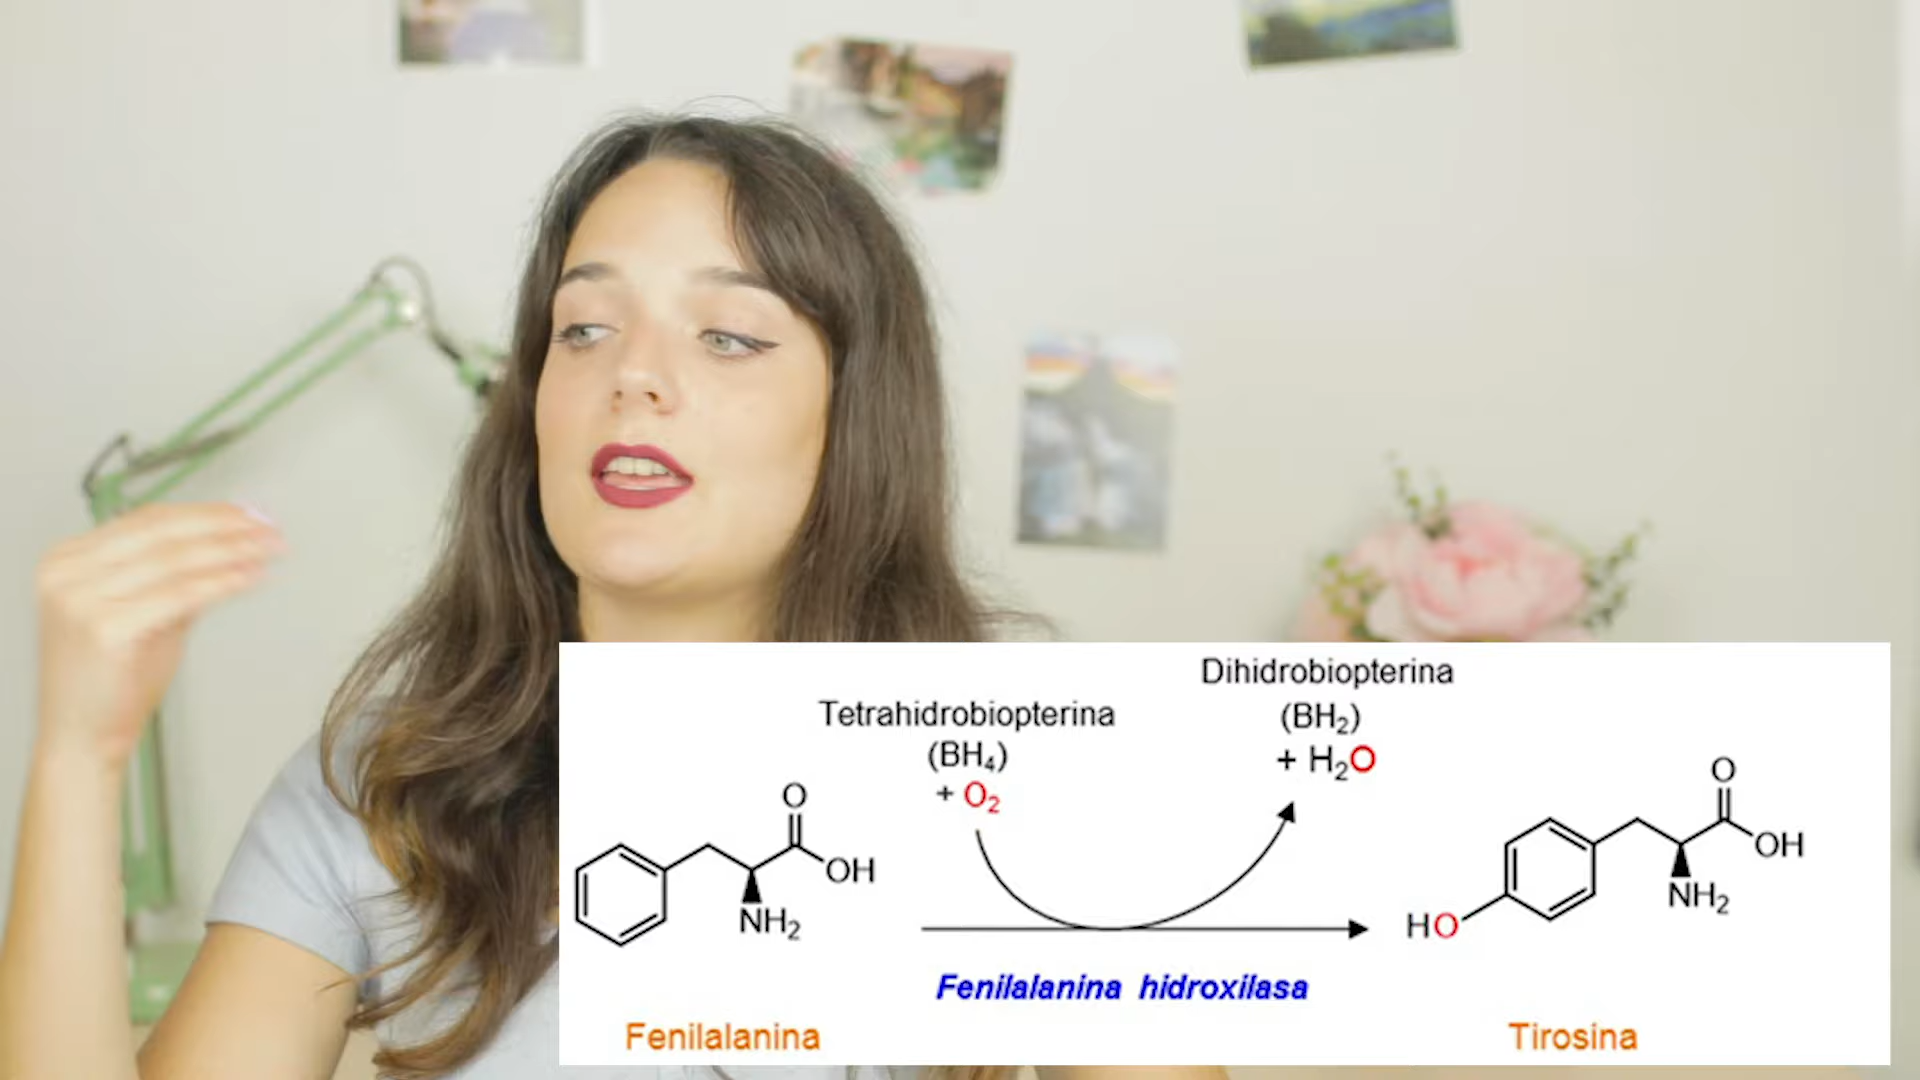 Tetrahidrobiopterina
(BH₄)
+ O₂
Dihidrobiopterina
(BH₂)
+ H₂O
O
OH
NH₂
O
OH
NH₂
HO
Fenilalanina hidroxilasa
Fenilalanina
Tirosina